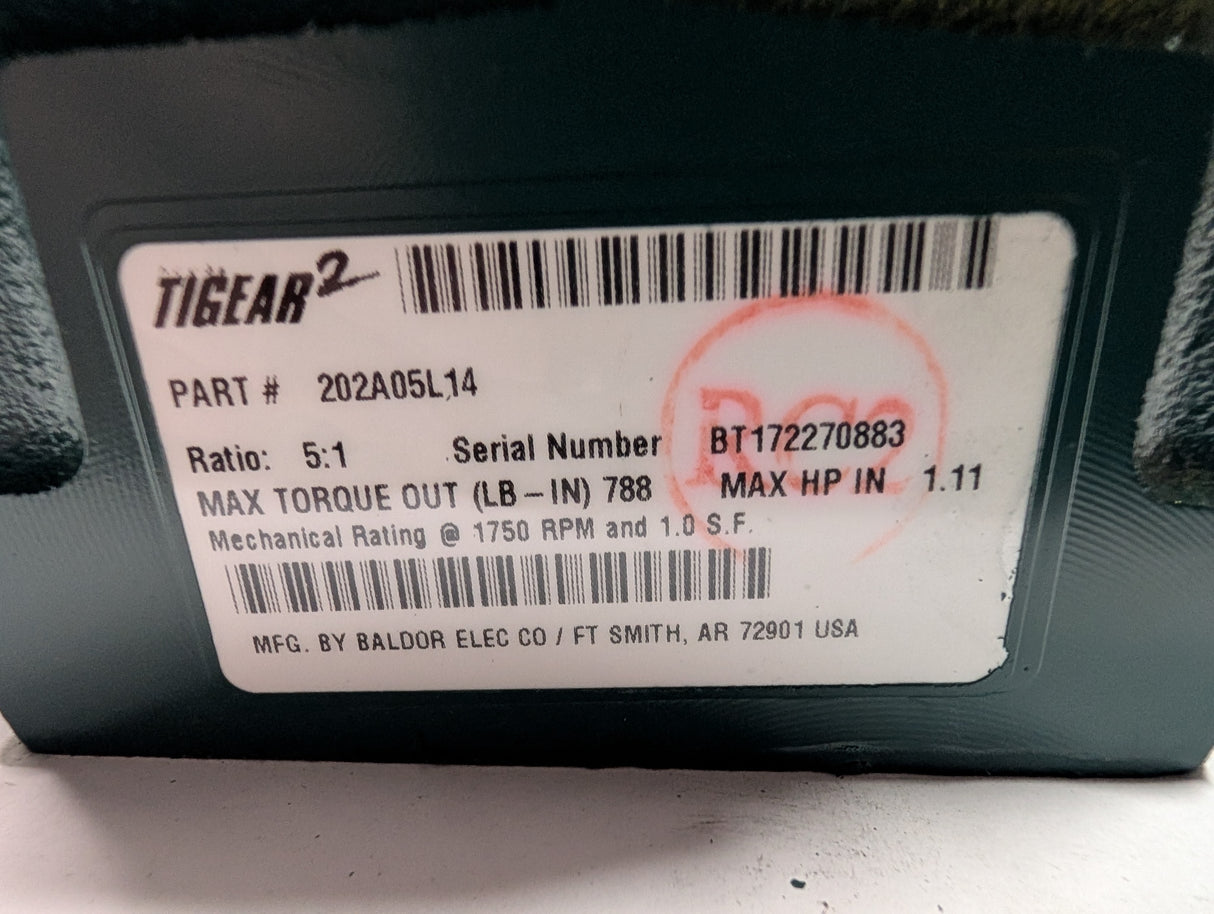 TIGEAR2
PART # 202A05L14
Ratio: 5:1 Serial Number BT172270883
MAX TORQUE OUT (LB-IN) 788 MAX HP IN 1.11
Mechanical Rating @ 1750 RPM and 1.0 S.F.
MFG. BY BALDOR ELEC CO / FT SMITH, AR 72901 USA
RC2